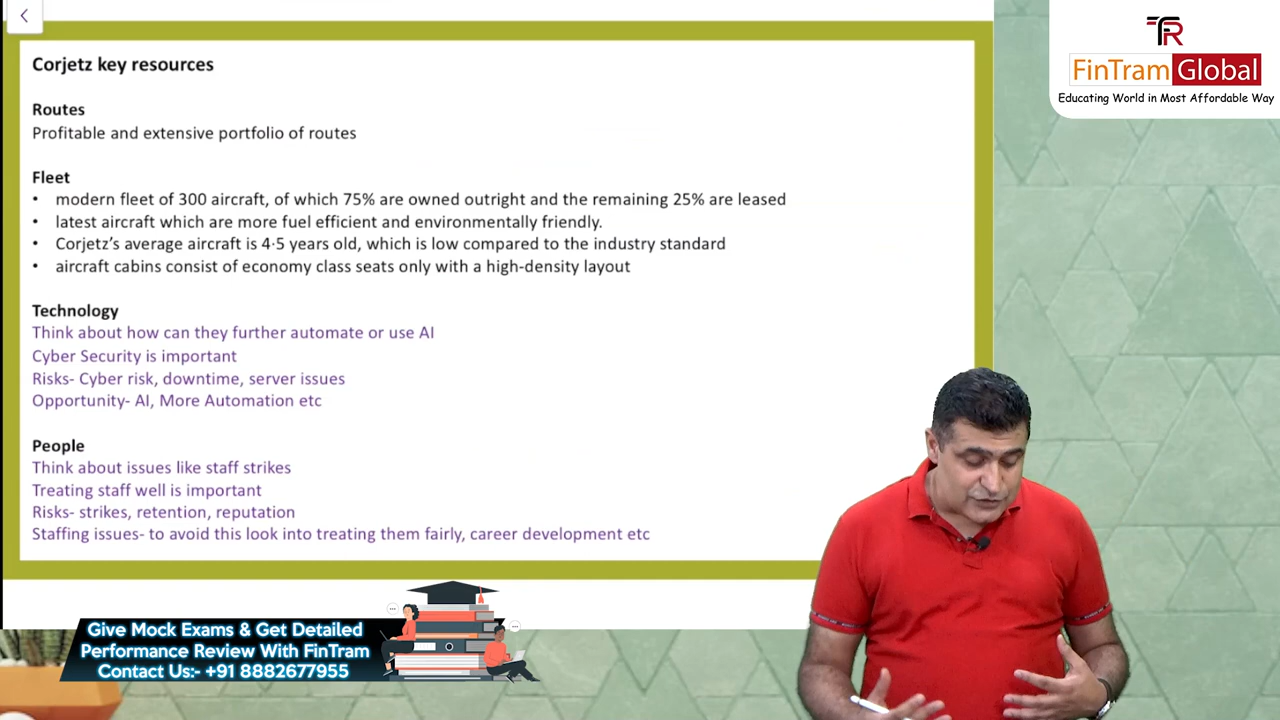 Corjetz key resources
Routes
Profitable and extensive portfolio of routes
Fleet
• modern fleet of 300 aircraft, of which 75% are owned outright and the remaining 25% are leased
• latest aircraft which are more fuel efficient and environmentally friendly.
• Corjetz's average aircraft is 4·5 years old, which is low compared to the industry standard
• aircraft cabins consist of economy class seats only with a high-density layout
Technology
Think about how can they further automate or use AI
Cyber Security is important
Risks- Cyber risk, downtime, server issues
Opportunity- AI, More Automation etc
People
Think about issues like staff strikes
Treating staff well is important
Risks- strikes, retention, reputation
Staffing issues- to avoid this look into treating them fairly, career development etc
TR
FinTram Global
Educating World in Most Affordable Way
Give Mock Exams & Get Detailed
Performance Review With FinTram
Contact Us:- +91 8882677955